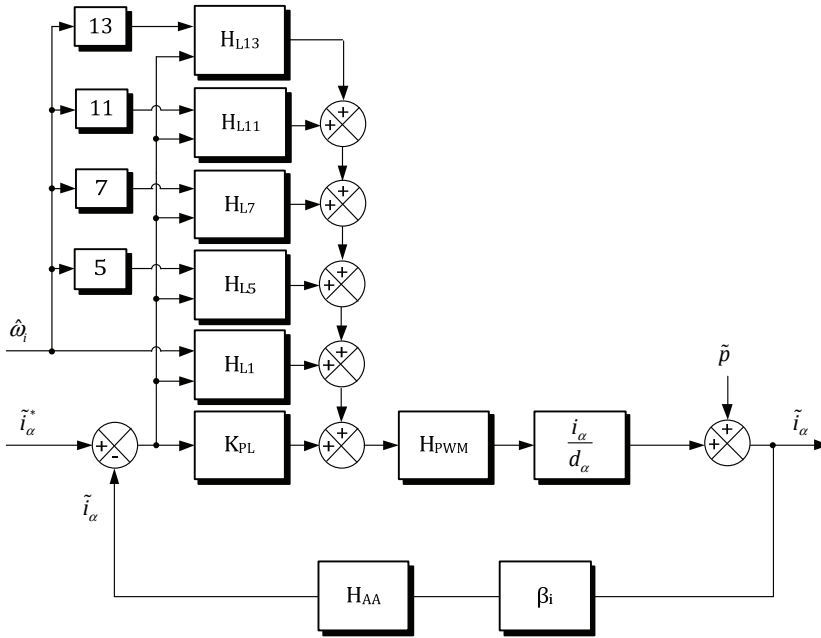 13
H_L13
+
+
11
H_L11
+
+
7
H_L7
+
+
5
H_L5
+
+
ω̂_i
H_L1
+
+
p̃
ĩ*_α
+
-
K_PL
+
+
H_PWM
i_α
d_α
+
+
ĩ_α
ĩ_α
H_AA
β_i